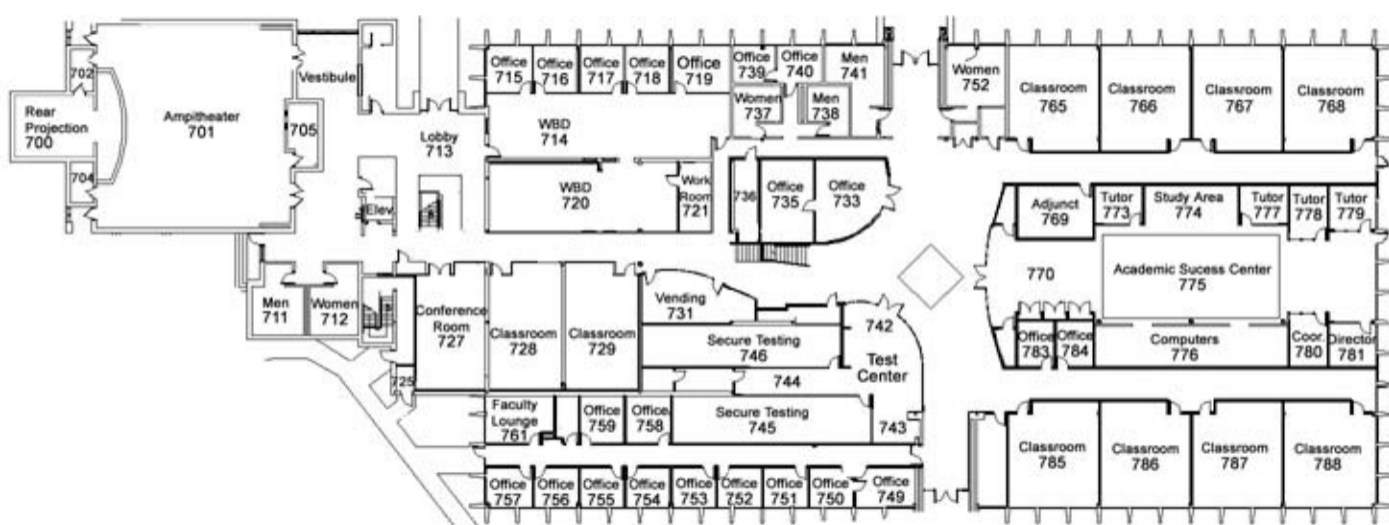 702
Rear
Projection
700
704
Ampitheater
701
705
Vestibule
Lobby
713
Elev
Men
711
Women
712
Office
715
Office
716
Office
717
Office
718
Office
719
WBD
714
WBD
720
Work
Room
721
Office
739
Office
740
Men
741
Women
737
Men
738
736
Office
735
Office
733
Women
752
Classroom
765
Classroom
766
Classroom
767
Classroom
768
Adjunct
769
Tutor
773
Study Area
774
Tutor
777
Tutor
778
Tutor
779
770
Academic Sucess Center
775
Office
783
Office
784
Computers
776
Coor.
780
Director
781
Conference
Room
727
725
Classroom
728
Classroom
729
Vending
731
Secure Testing
746
742
Test
Center
744
Secure Testing
745
743
Faculty
Lounge
761
Office
759
Office
758
Office
757
Office
756
Office
755
Office
754
Office
753
Office
752
Office
751
Office
750
Office
749
Classroom
785
Classroom
786
Classroom
787
Classroom
788